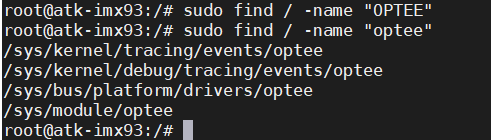 root@atk-imx93:/# sudo find / -name "OPTEE"
root@atk-imx93:/# sudo find / -name "optee"
/sys/kernel/tracing/events/optee
/sys/kernel/debug/tracing/events/optee
/sys/bus/platform/drivers/optee
/sys/module/optee
root@atk-imx93:/#